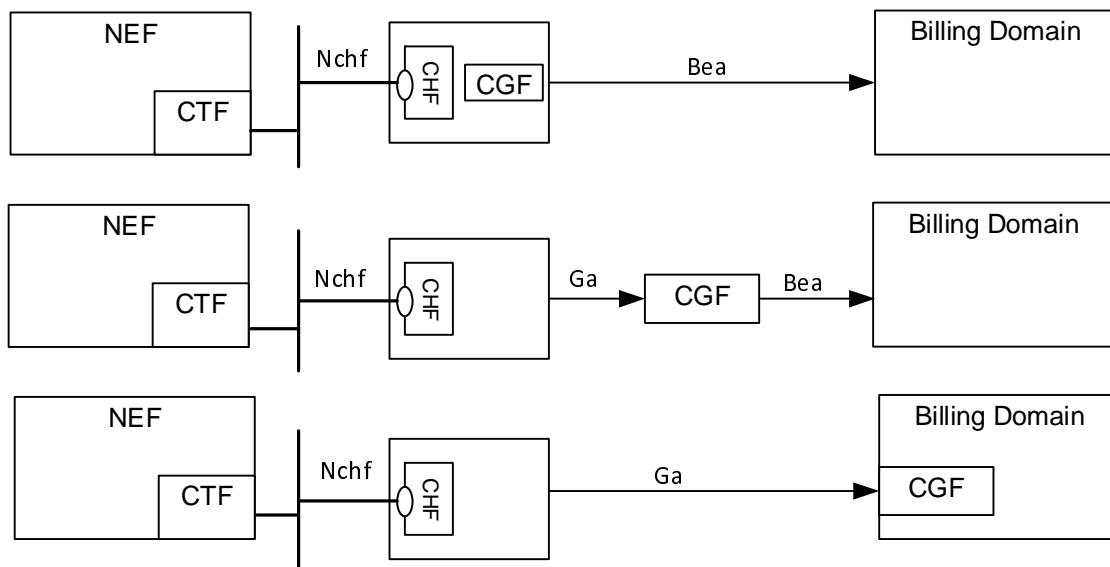 NEF
CTF
Nchf
CHF
CGF
Bea
Billing Domain
NEF
CTF
Nchf
CHF
Ga
CGF
Bea
Billing Domain
NEF
CTF
Nchf
CHF
Ga
Billing Domain
CGF